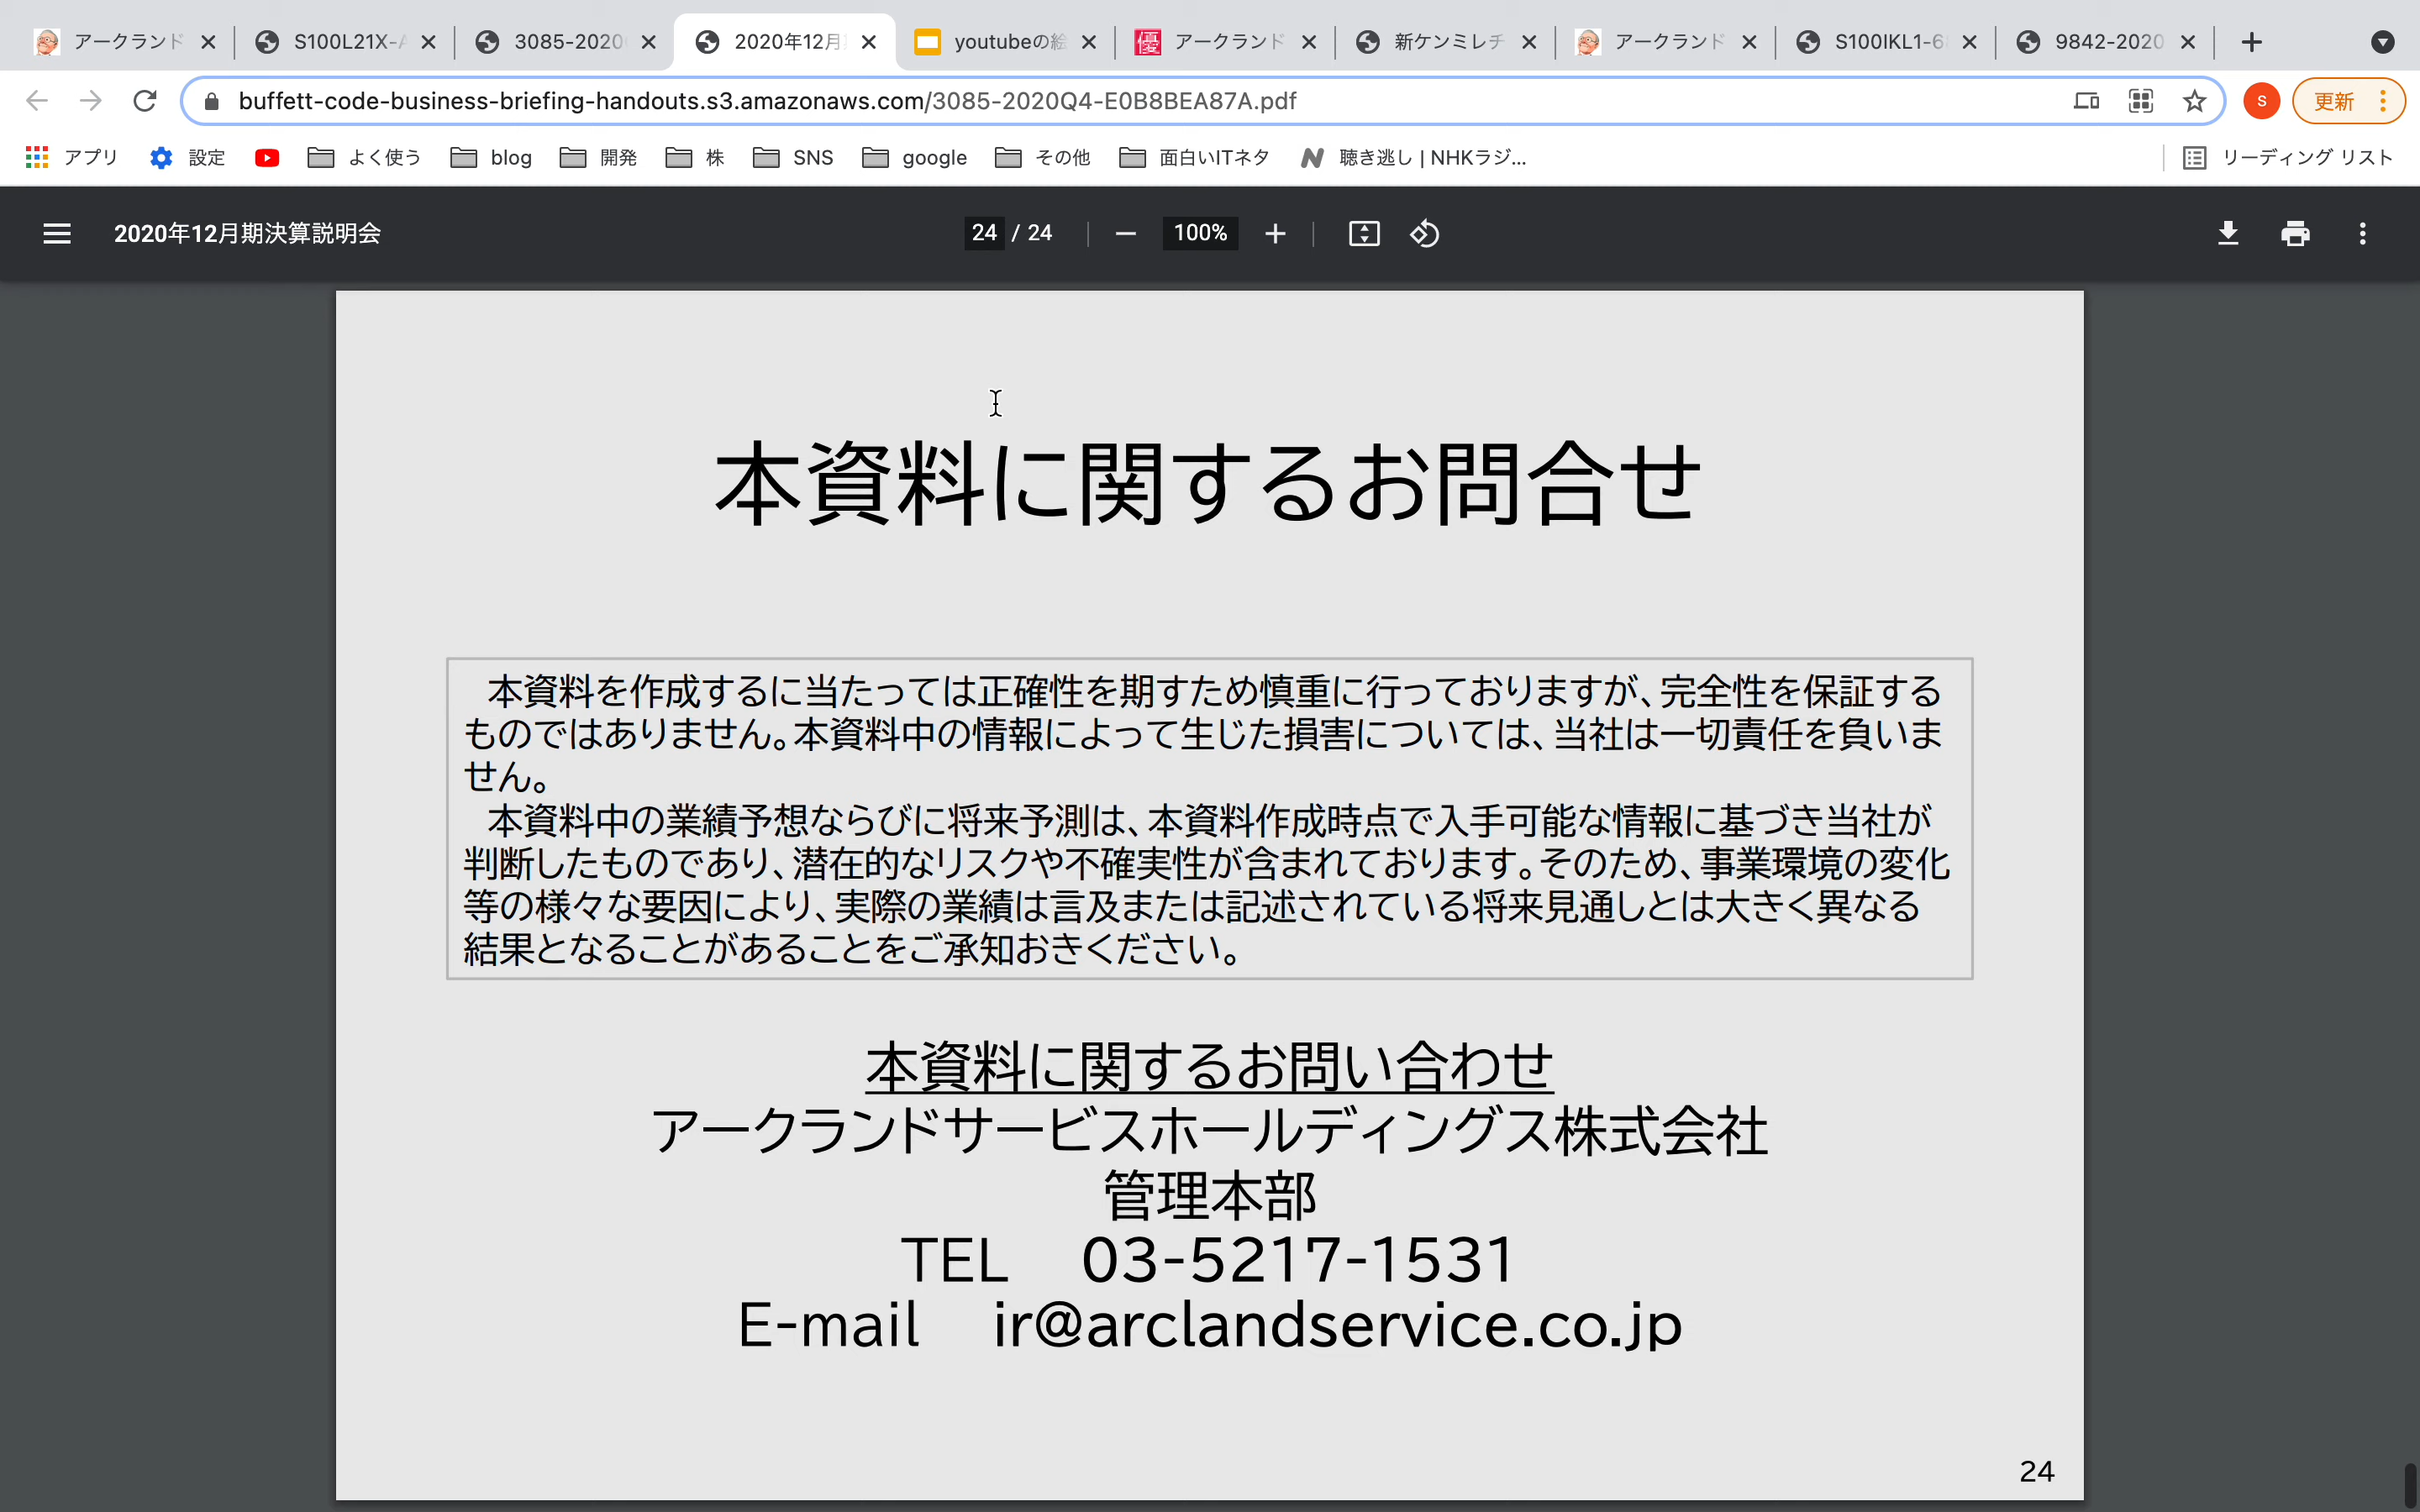 アークランド
S100L21X-A
3085-2020
2020年12月
youtubeの絵
アークランド
新ケンミレチ
アークランド
S100IKL1-6
9842-2020
buffett-code-business-briefing-handouts.s3.amazonaws.com/3085-2020Q4-E0B8BEA87A.pdf
S
更新
アプリ
設定
よく使う
blog
開発
株
SNS
google
その他
面白いITネタ
聴き逃し | NHKラジ...
リーディング リスト
2020年12月期決算説明会
24 / 24
100%
本資料に関するお問合せ
本資料を作成するに当たっては正確性を期すため慎重に行っておりますが、完全性を保証する
ものではありません。本資料中の情報によって生じた損害については、当社は一切責任を負いま
せん。
本資料中の業績予想ならびに将来予測は、本資料作成時点で入手可能な情報に基づき当社が
判断したものであり、潜在的なリスクや不確実性が含まれております。そのため、事業環境の変化
等の様々な要因により、実際の業績は言及または記述されている将来見通しとは大きく異なる
結果となることがあることをご承知おきください。
本資料に関するお問い合わせ
アークランドサービスホールディングス株式会社
管理本部
TEL 03-5217-1531
E-mail ir@arclandservice.co.jp
24